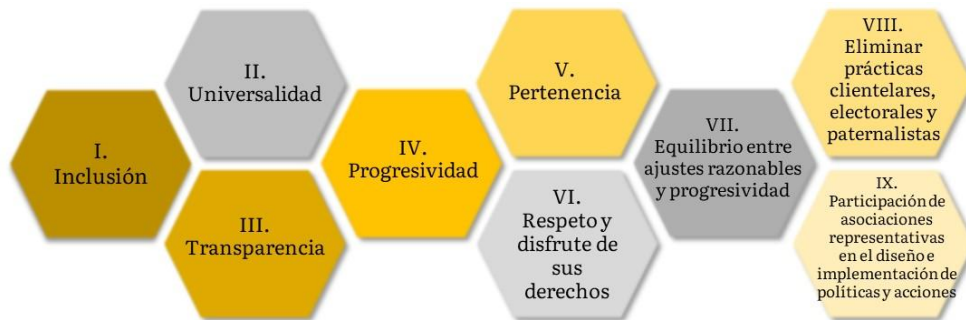 I.
Inclusión
II.
Universalidad
III.
Transparencia
IV.
Progresividad
V.
Pertenencia
VI.
Respeto y
disfrute de
sus
derechos
VII.
Equilibrio entre
ajustes razonables
y progresividad
VIII.
Eliminar
prácticas
clientelares,
electorales y
paternalistas
IX.
Participación de
asociaciones
representativas
en el diseño e
implementación de
políticas y acciones